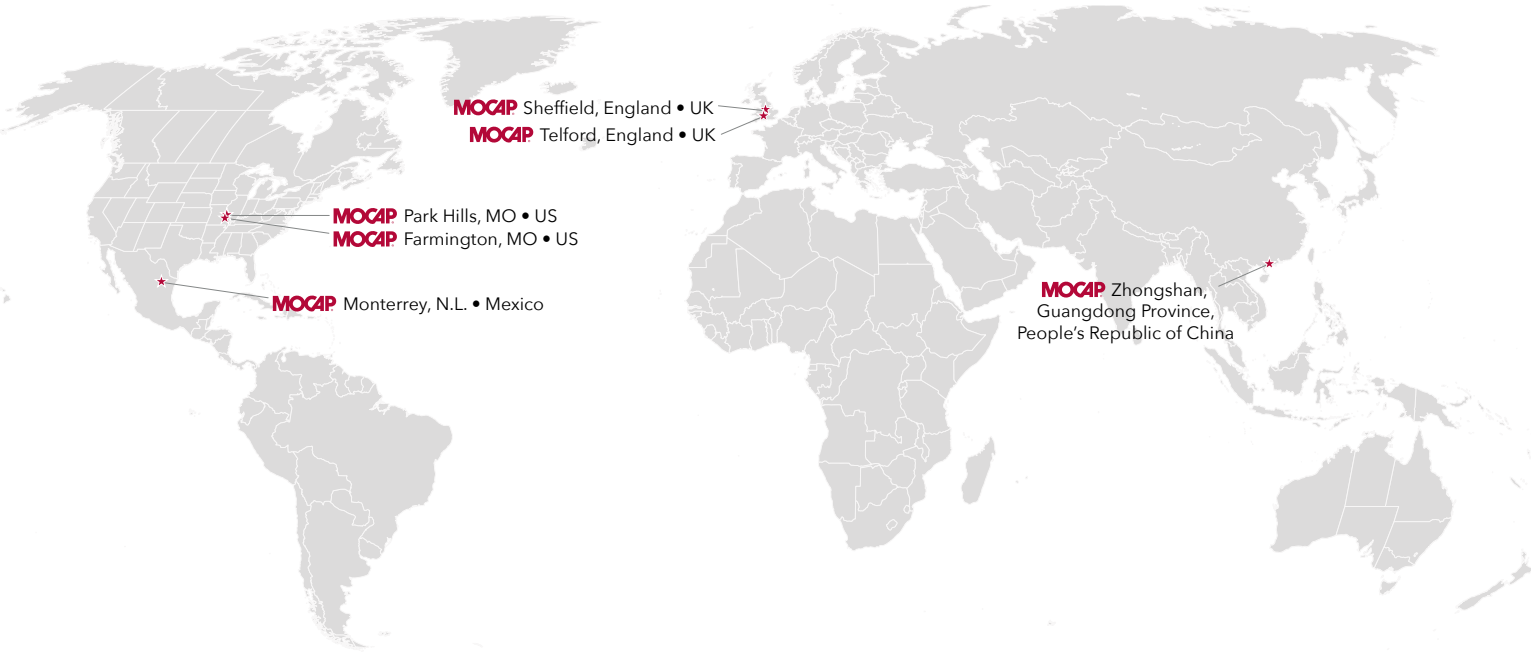 MOCAP Sheffield, England • UK
MOCAP Telford, England • UK
MOCAP Park Hills, MO • US
MOCAP Farmington, MO • US
MOCAP Monterrey, N.L. • Mexico
MOCAP Zhongshan,
Guangdong Province,
People’s Republic of China